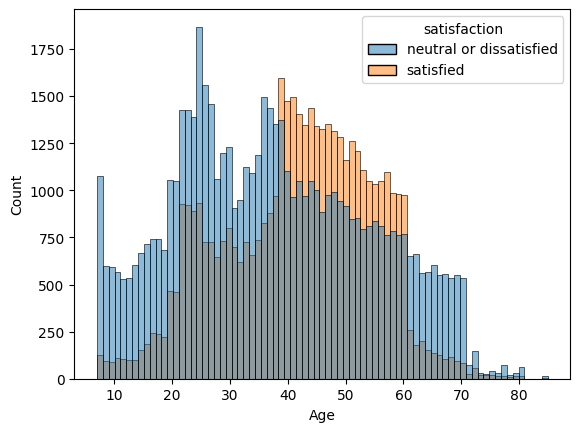 satisfaction
neutral or dissatisfied
satisfied
1750
1500
1250
1000
750
500
250
0
Count
10 20 30 40 50 60 70 80
Age